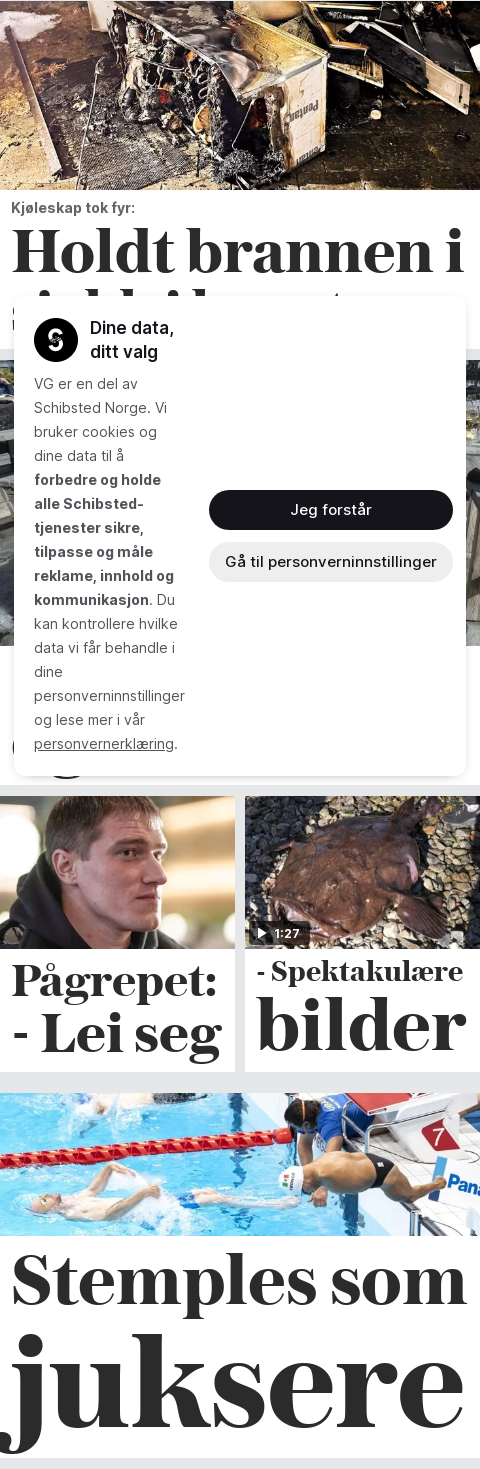 Pentan
Kjøleskap tok fyr:
Holdt brannen i
Dine data,
ditt valg
VG er en del av
Schibsted Norge. Vi
bruker cookies og
dine data til å
forbedre og holde
alle Schibsted-
tjenester sikre,
tilpasse og måle
reklame, innhold og
kommunikasjon. Du
kan kontrollere hvilke
data vi får behandle i
dine
personverninnstillinger
og lese mer i vår
personvernerklæring.
Jeg forstår
Gå til personverninnstillinger
1:27
Pågrepet:
- Lei seg
- Spektakulære
bilder
7
Stemples som
juksere